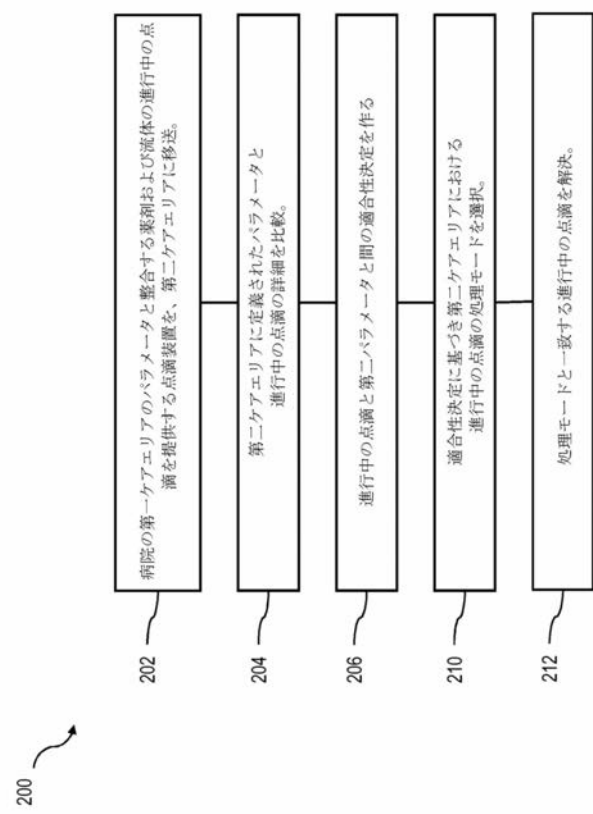 200
202
病院の第一ケアエリアのパラメータと整合する薬剤および流体の進行中の点
滴を提供する点滴装置を、第二ケアエリアに移送。
204
第二ケアエリアに定義されたパラメータと
進行中の点滴の詳細を比較。
206
進行中の点滴と第二パラメータと間の適合性決定を作る
210
適合性決定に基づき第二ケアエリアにおける
進行中の点滴の処理モードを選択。
212
処理モードと一致する進行中の点滴を解決。